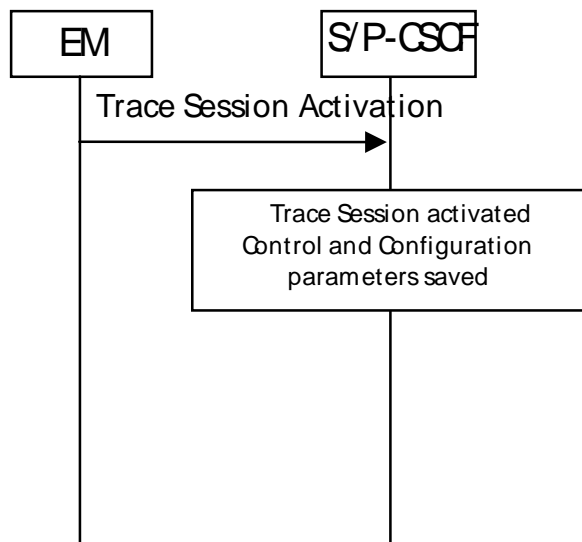 EM
S/P-CSCF
Trace Session Activation
Trace Session activated
Control and Configuration
parameters saved